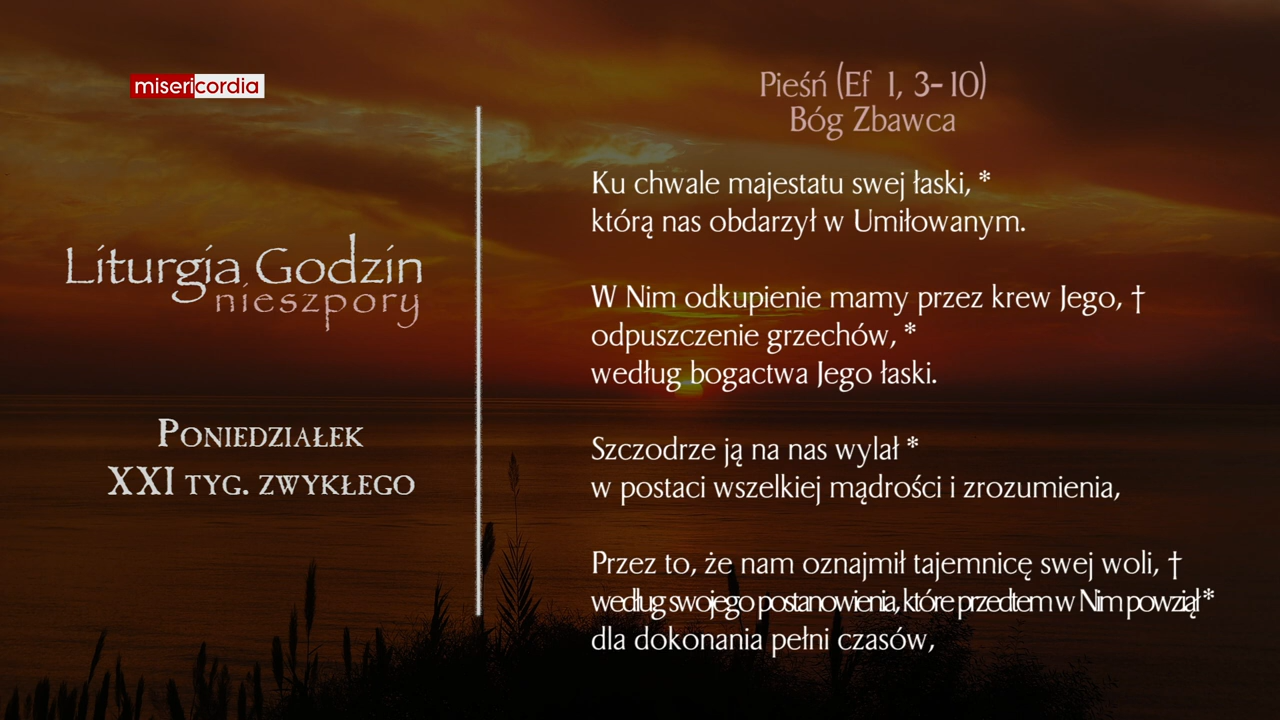 misericordia
Liturgia Godzin
nieszpory
Poniedziałek
XXI tyg. zwykłego
Pieśń (Ef 1, 3-10)
Bóg Zbawca
Ku chwale majestatu swej łaski, *
którą nas obdarzył w Umiłowanym.
W Nim odkupienie mamy przez krew Jego, †
odpuszczenie grzechów, *
według bogactwa Jego łaski.
Szczodrze ją na nas wylał *
w postaci wszelkiej mądrości i zrozumienia,
Przez to, że nam oznajmił tajemnicę swej woli, †
według swojego postanowienia, które przedtem w Nim powziął *
dla dokonania pełni czasów,